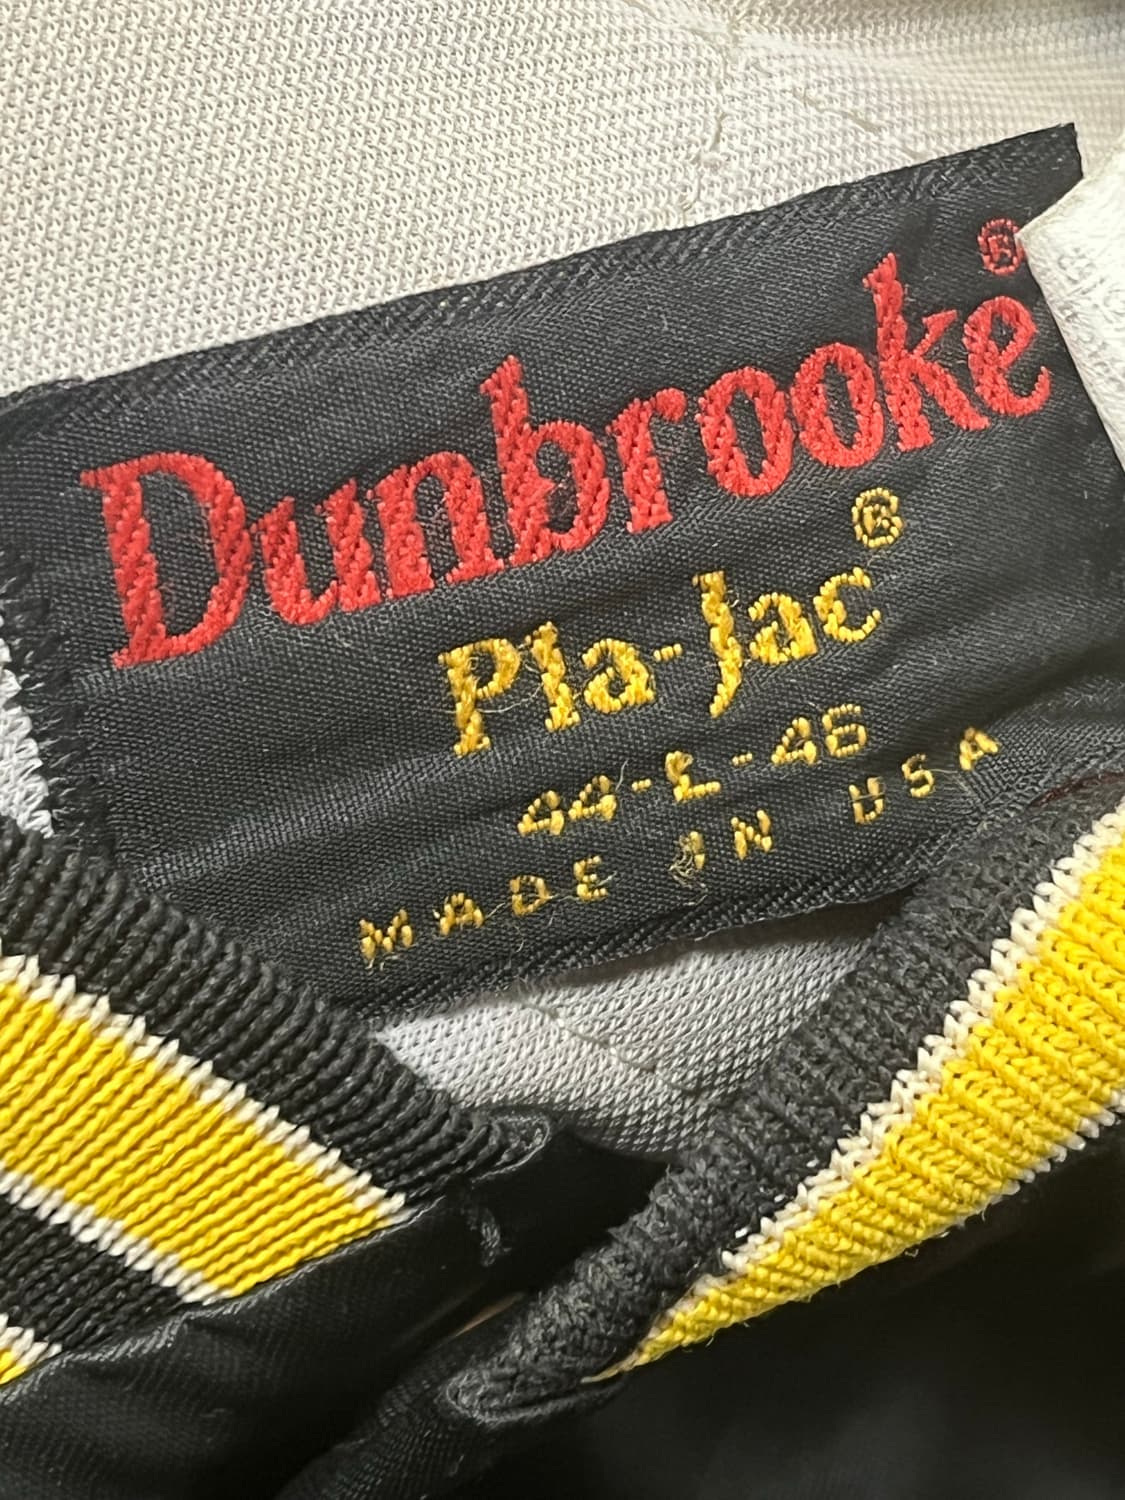 Dunbrooke®
Pla-Jac®
44-L-46
MADE IN USA